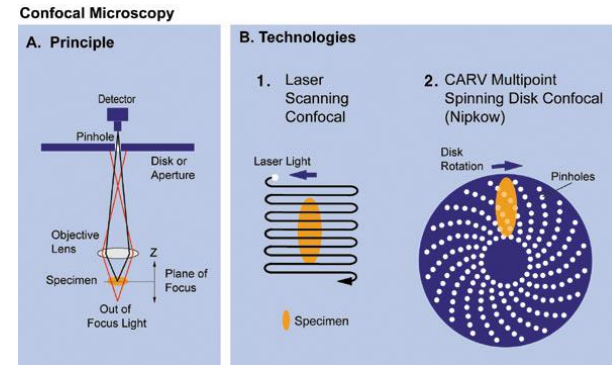 Confocal Microscopy
A. Principle
Detector
Pinhole
Disk or
Aperture
Objective
Lens
Z
Specimen
Plane of
Focus
Out of
Focus Light
B. Technologies
1. Laser
Scanning
Confocal
Laser Light
Specimen
2. CARV Multipoint
Spinning Disk Confocal
(Nipkow)
Disk
Rotation
Pinholes